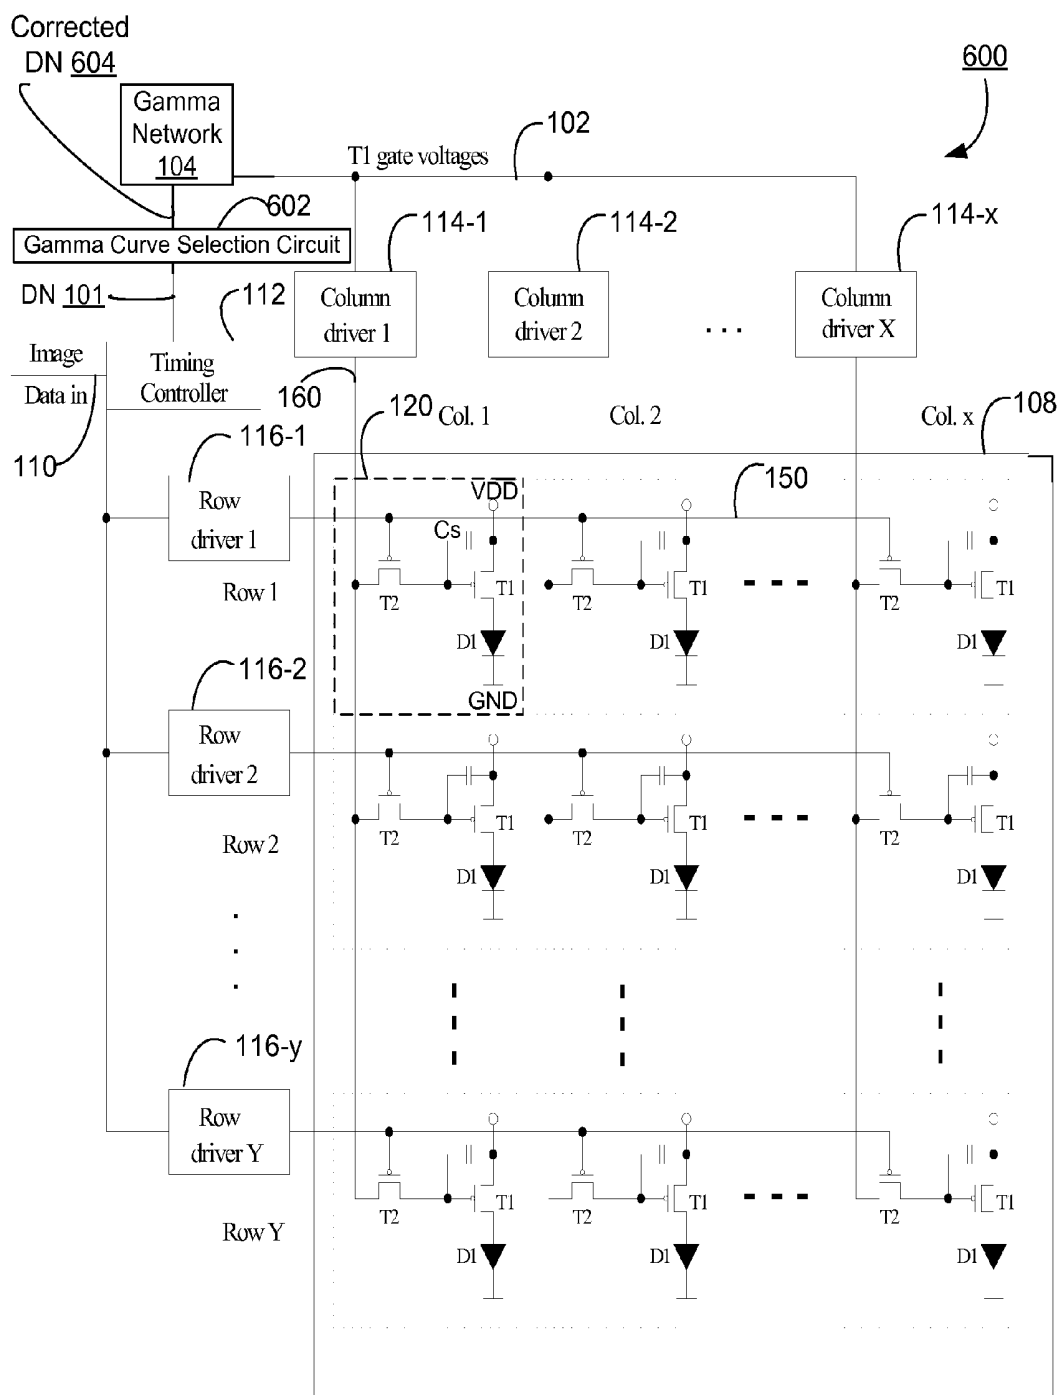 Corrected
DN 604
600
Gamma
Network
104
102
T1 gate voltages
602
114-1
114-2
114-x
Gamma Curve Selection Circuit
DN 101
112
Column
driver 1
Column
driver 2
. . .
Column
driver X
Image
Data in
Timing
Controller
160
120
Col. 1
Col. 2
Col. x
108
110
116-1
150
Row
driver 1
VDD
Cs
Row 1
T2
T1
T2
T1
T2
T1
D1
D1
D1
GND
116-2
Row
driver 2
Row 2
T2
T1
T2
T1
T2
T1
D1
D1
D1
116-y
Row
driver Y
Row Y
T2
T1
T2
T1
T2
T1
D1
D1
D1